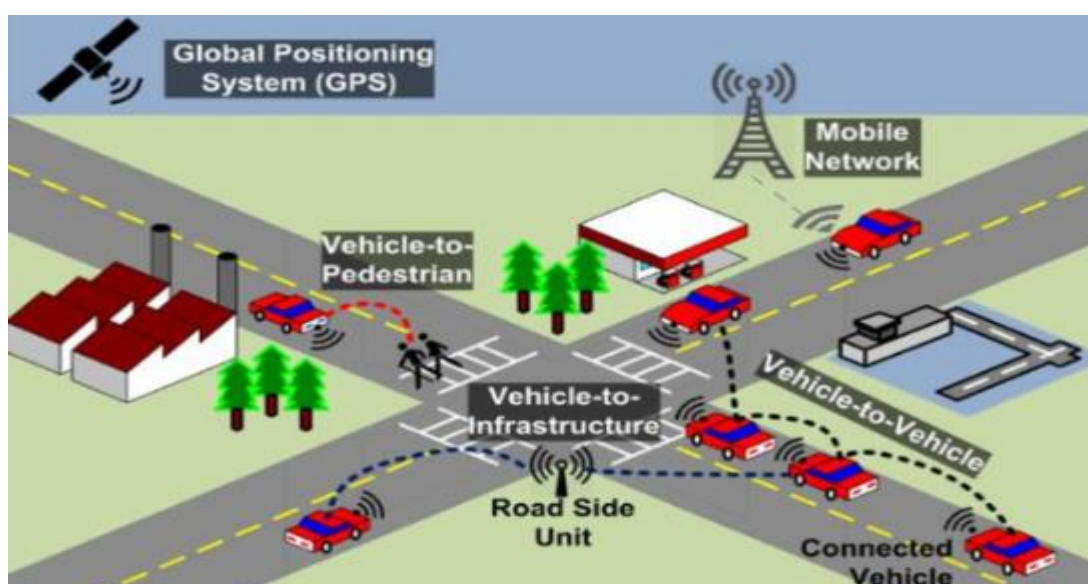 Global Positioning
System (GPS)
Mobile
Network
Vehicle-to-
Pedestrian
Vehicle-to-
Infrastructure
Vehicle-to-Vehicle
Road Side
Unit
Connected
Vehicle